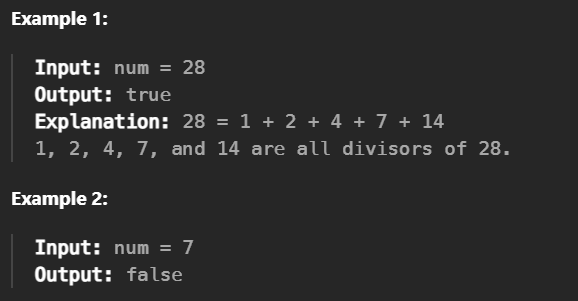 Example 1:
Input: num = 28
Output: true
Explanation: 28 = 1 + 2 + 4 + 7 + 14
1, 2, 4, 7, and 14 are all divisors of 28.
Example 2:
Input: num = 7
Output: false